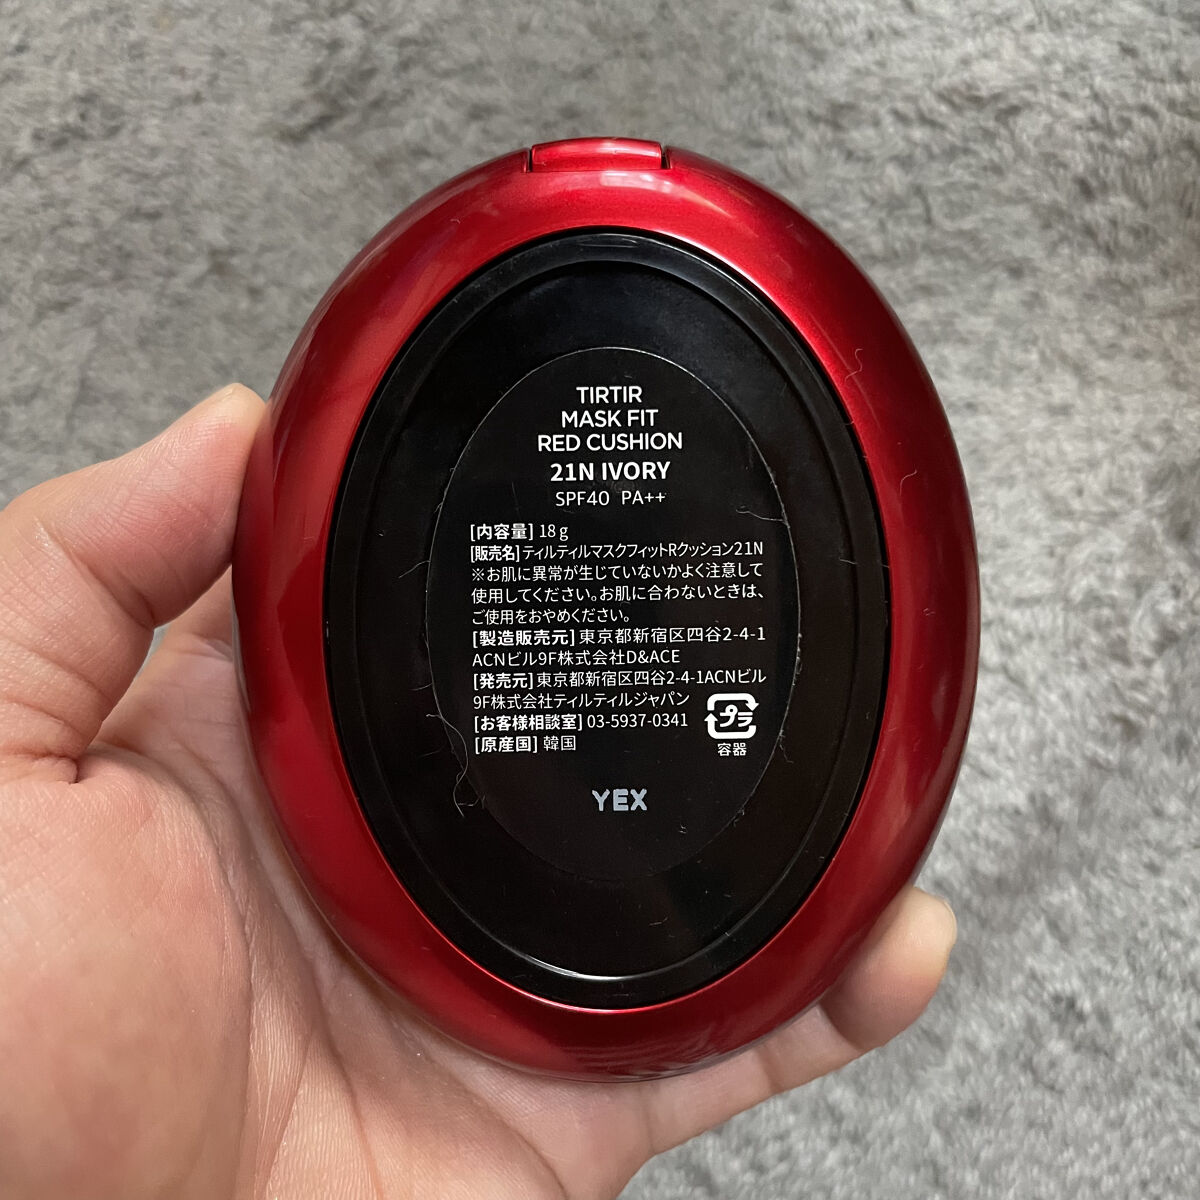 TIRTIR
MASK FIT
RED CUSHION
21N IVORY
SPF40 PA++
[内容量] 18 g
[販売名] ティルティルマスクフィットRクッション21N
※お肌に異常が生じていないかよく注意して
使用してください。お肌に合わないときは、
ご使用をおやめください。
[製造販売元] 東京都新宿区四谷2-4-1
ACNビル9F株式会社D&ACE
[発売元] 東京都新宿区四谷2-4-1ACNビル
9F株式会社ティルティルジャパン
[お客様相談室] 03-5937-0341
[原産国] 韓国
プラ
容器
YEX